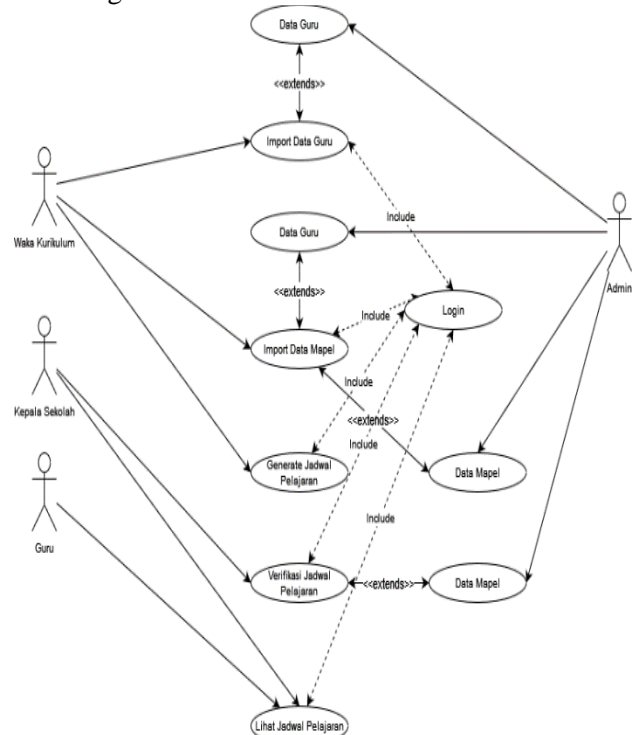 Data Guru
<<extends>>
Import Data Guru
Waka Kurikulum
Include
Data Guru
Admin
<<extends>>
Login
Include
Import Data Mapel
Kepala Sekolah
Include
<<extends>>
Include
Generate Jadwal
Pelajaran
Data Mapel
Guru
Include
Verifikasi Jadwal
Pelajaran
<<extends>>
Data Mapel
Lihat Jadwal Pelajaran